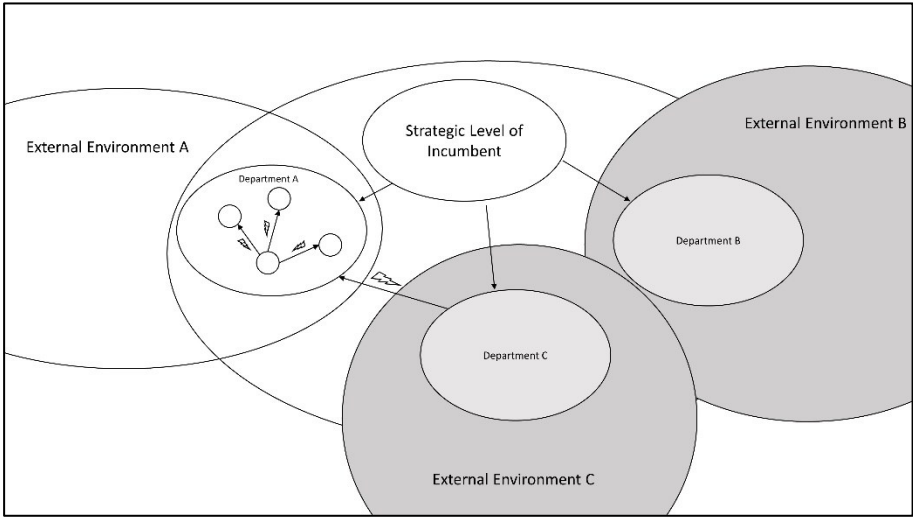 Strategic Level of
Incumbent
External Environment A
External Environment B
Department A
Department B
Department C
External Environment C